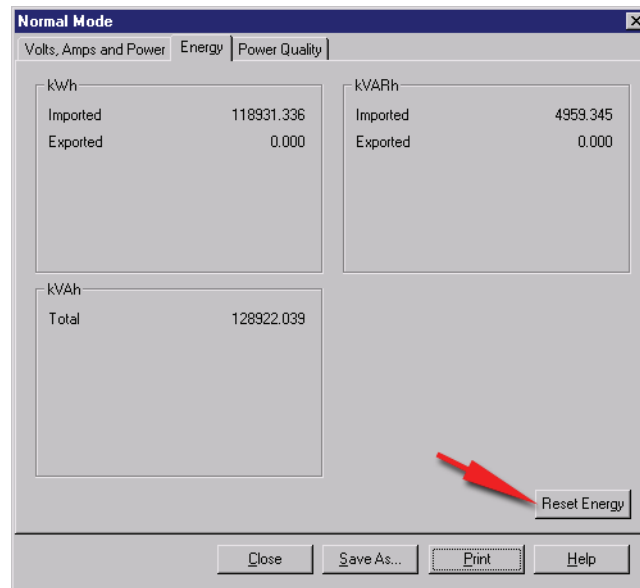 Normal Mode
Volts, Amps and Power Energy Power Quality
kWh
Imported 118931.336
Exported 0.000
kVARh
Imported 4959.345
Exported 0.000
kVAh
Total 128922.039
Reset Energy
Close Save As... Print Help